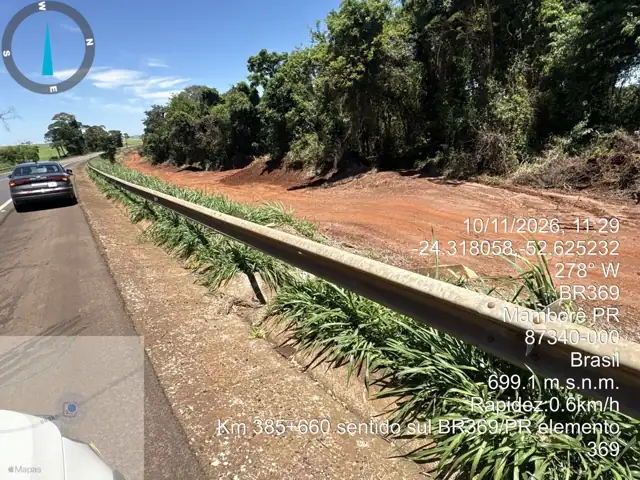 W
N
S
E
10/11/2026, 11:29
-24.318058,-52.625232
278° W
BR369
Mamborê PR
87340-000
Brasil
699.1 m.s.n.m.
Rapidez:0.6km/h
Km 385+660 sentido sul BR369/PR elemento
369
Mapas